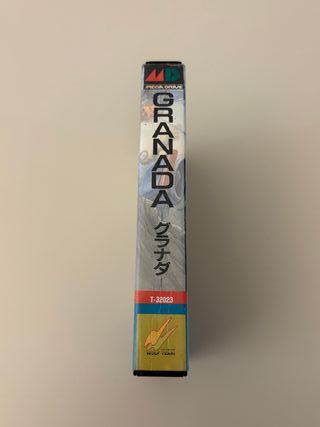 MD
MEGA DRIVE
GRANADA
グラナダ
T-32023
WOLF TEAM